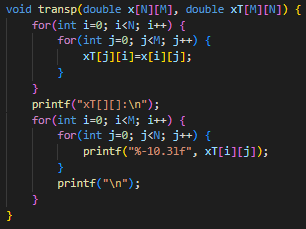 void transp(double x[N][M], double xT[M][N]) {
    for(int i=0; i<N; i++) {
        for(int j=0; j<M; j++) {
            xT[j][i]=x[i][j];
        }
    }
    printf("xT[][]:\n");
    for(int i=0; i<M; i++) {
        for(int j=0; j<N; j++) {
            printf("%-10.3lf", xT[i][j]);
        }
        printf("\n");
    }
}